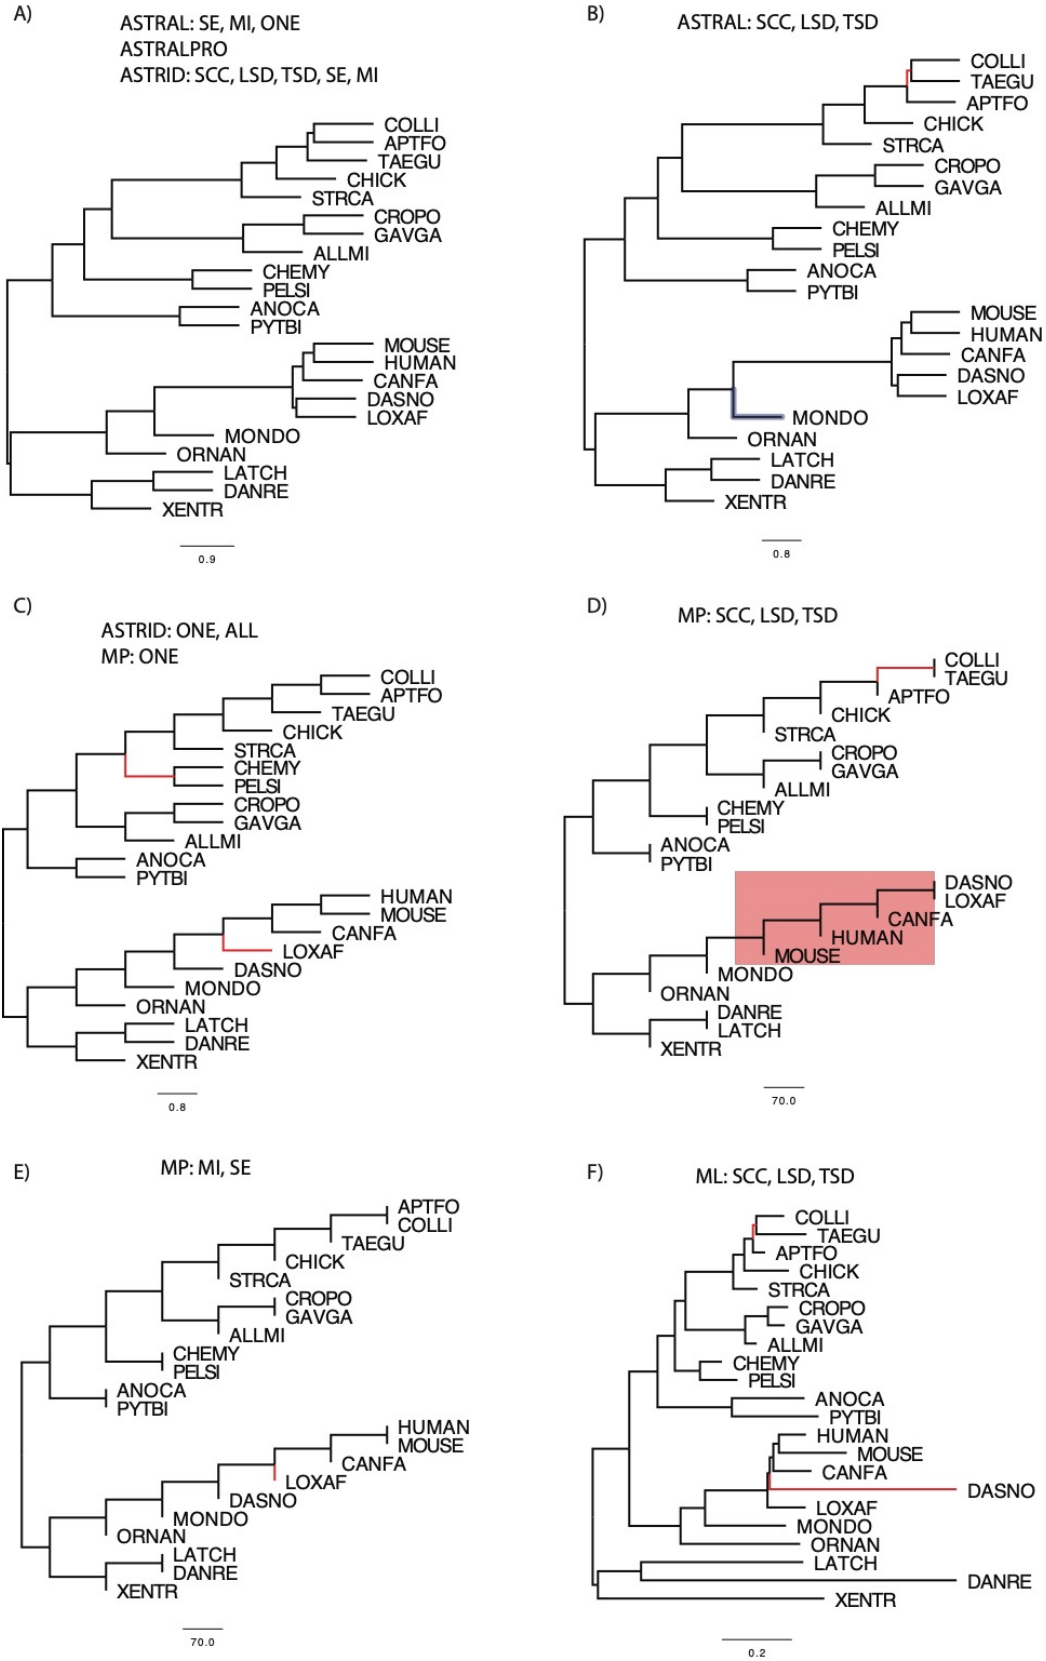 A)
ASTRAL: SE, MI, ONE
ASTRALPRO
ASTRID: SCC, LSD, TSD, SE, MI
COLLI
APTFO
TAEGU
CHICK
STRCA
CROPO
GAVGA
ALLMI
CHEMY
PELSI
ANOCA
PYTBI
MOUSE
HUMAN
CANFA
DASNO
LOXAF
MONDO
ORNAN
LATCH
DANRE
XENTR
0.9
B)
ASTRAL: SCC, LSD, TSD
COLLI
TAEGU
APTFO
CHICK
STRCA
CROPO
GAVGA
ALLMI
CHEMY
PELSI
ANOCA
PYTBI
MOUSE
HUMAN
CANFA
DASNO
LOXAF
MONDO
ORNAN
LATCH
DANRE
XENTR
0.8
C)
ASTRID: ONE, ALL
MP: ONE
COLLI
APTFO
TAEGU
CHICK
STRCA
CHEMY
PELSI
CROPO
GAVGA
ALLMI
ANOCA
PYTBI
HUMAN
MOUSE
CANFA
LOXAF
DASNO
MONDO
ORNAN
LATCH
DANRE
XENTR
0.8
D)
MP: SCC, LSD, TSD
COLLI
TAEGU
APTFO
CHICK
STRCA
CROPO
GAVGA
ALLMI
CHEMY
PELSI
ANOCA
PYTBI
DASNO
LOXAF
CANFA
HUMAN
MOUSE
MONDO
ORNAN
DANRE
LATCH
XENTR
70.0
E)
MP: MI, SE
APTFO
COLLI
TAEGU
CHICK
STRCA
CROPO
GAVGA
ALLMI
CHEMY
PELSI
ANOCA
PYTBI
HUMAN
MOUSE
CANFA
LOXAF
DASNO
MONDO
ORNAN
LATCH
DANRE
XENTR
70.0
F)
ML: SCC, LSD, TSD
COLLI
TAEGU
APTFO
CHICK
STRCA
CROPO
GAVGA
ALLMI
CHEMY
PELSI
ANOCA
PYTBI
HUMAN
MOUSE
CANFA
DASNO
LOXAF
MONDO
ORNAN
LATCH
DANRE
XENTR
0.2